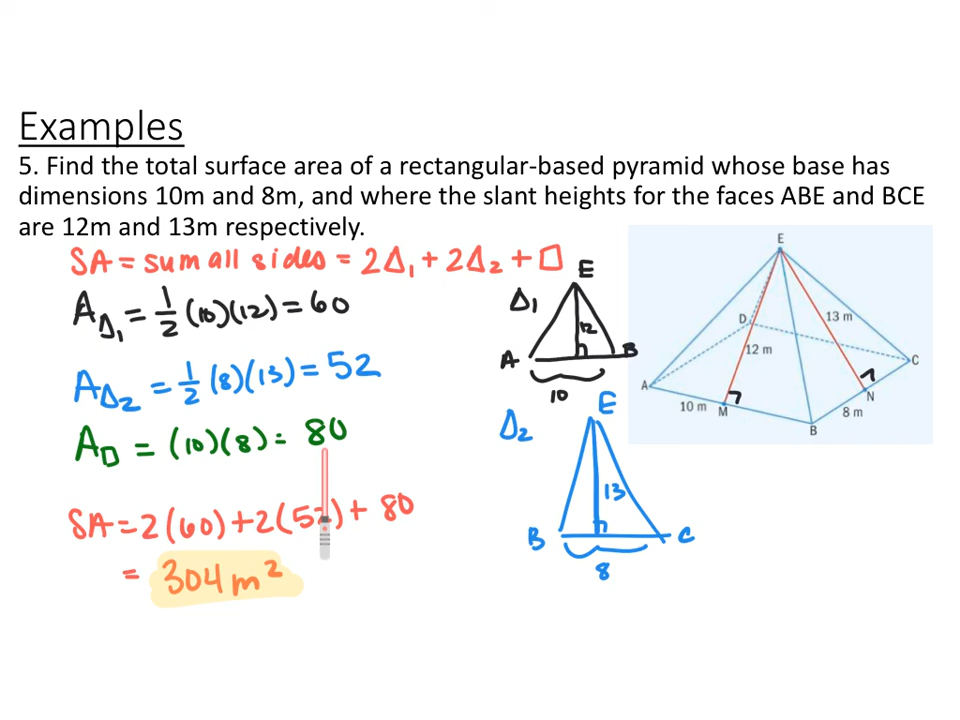 Examples
5. Find the total surface area of a rectangular-based pyramid whose base has
dimensions 10m and 8m, and where the slant heights for the faces ABE and BCE
are 12m and 13m respectively.
SA = sum all sides = 2Δ₁ + 2Δ₂ + □
A△₁ = 1/2 (10)(12) = 60
A△₂ = 1/2 (8)(13) = 52
A□ = (10)(8) = 80
SA = 2(60) + 2(52) + 80
= 304 m²
Δ₁
E
12
A B
10
Δ₂
E
13
B C
8
E
13 m
D
12 m
C
A
N
10 m M
8 m
B